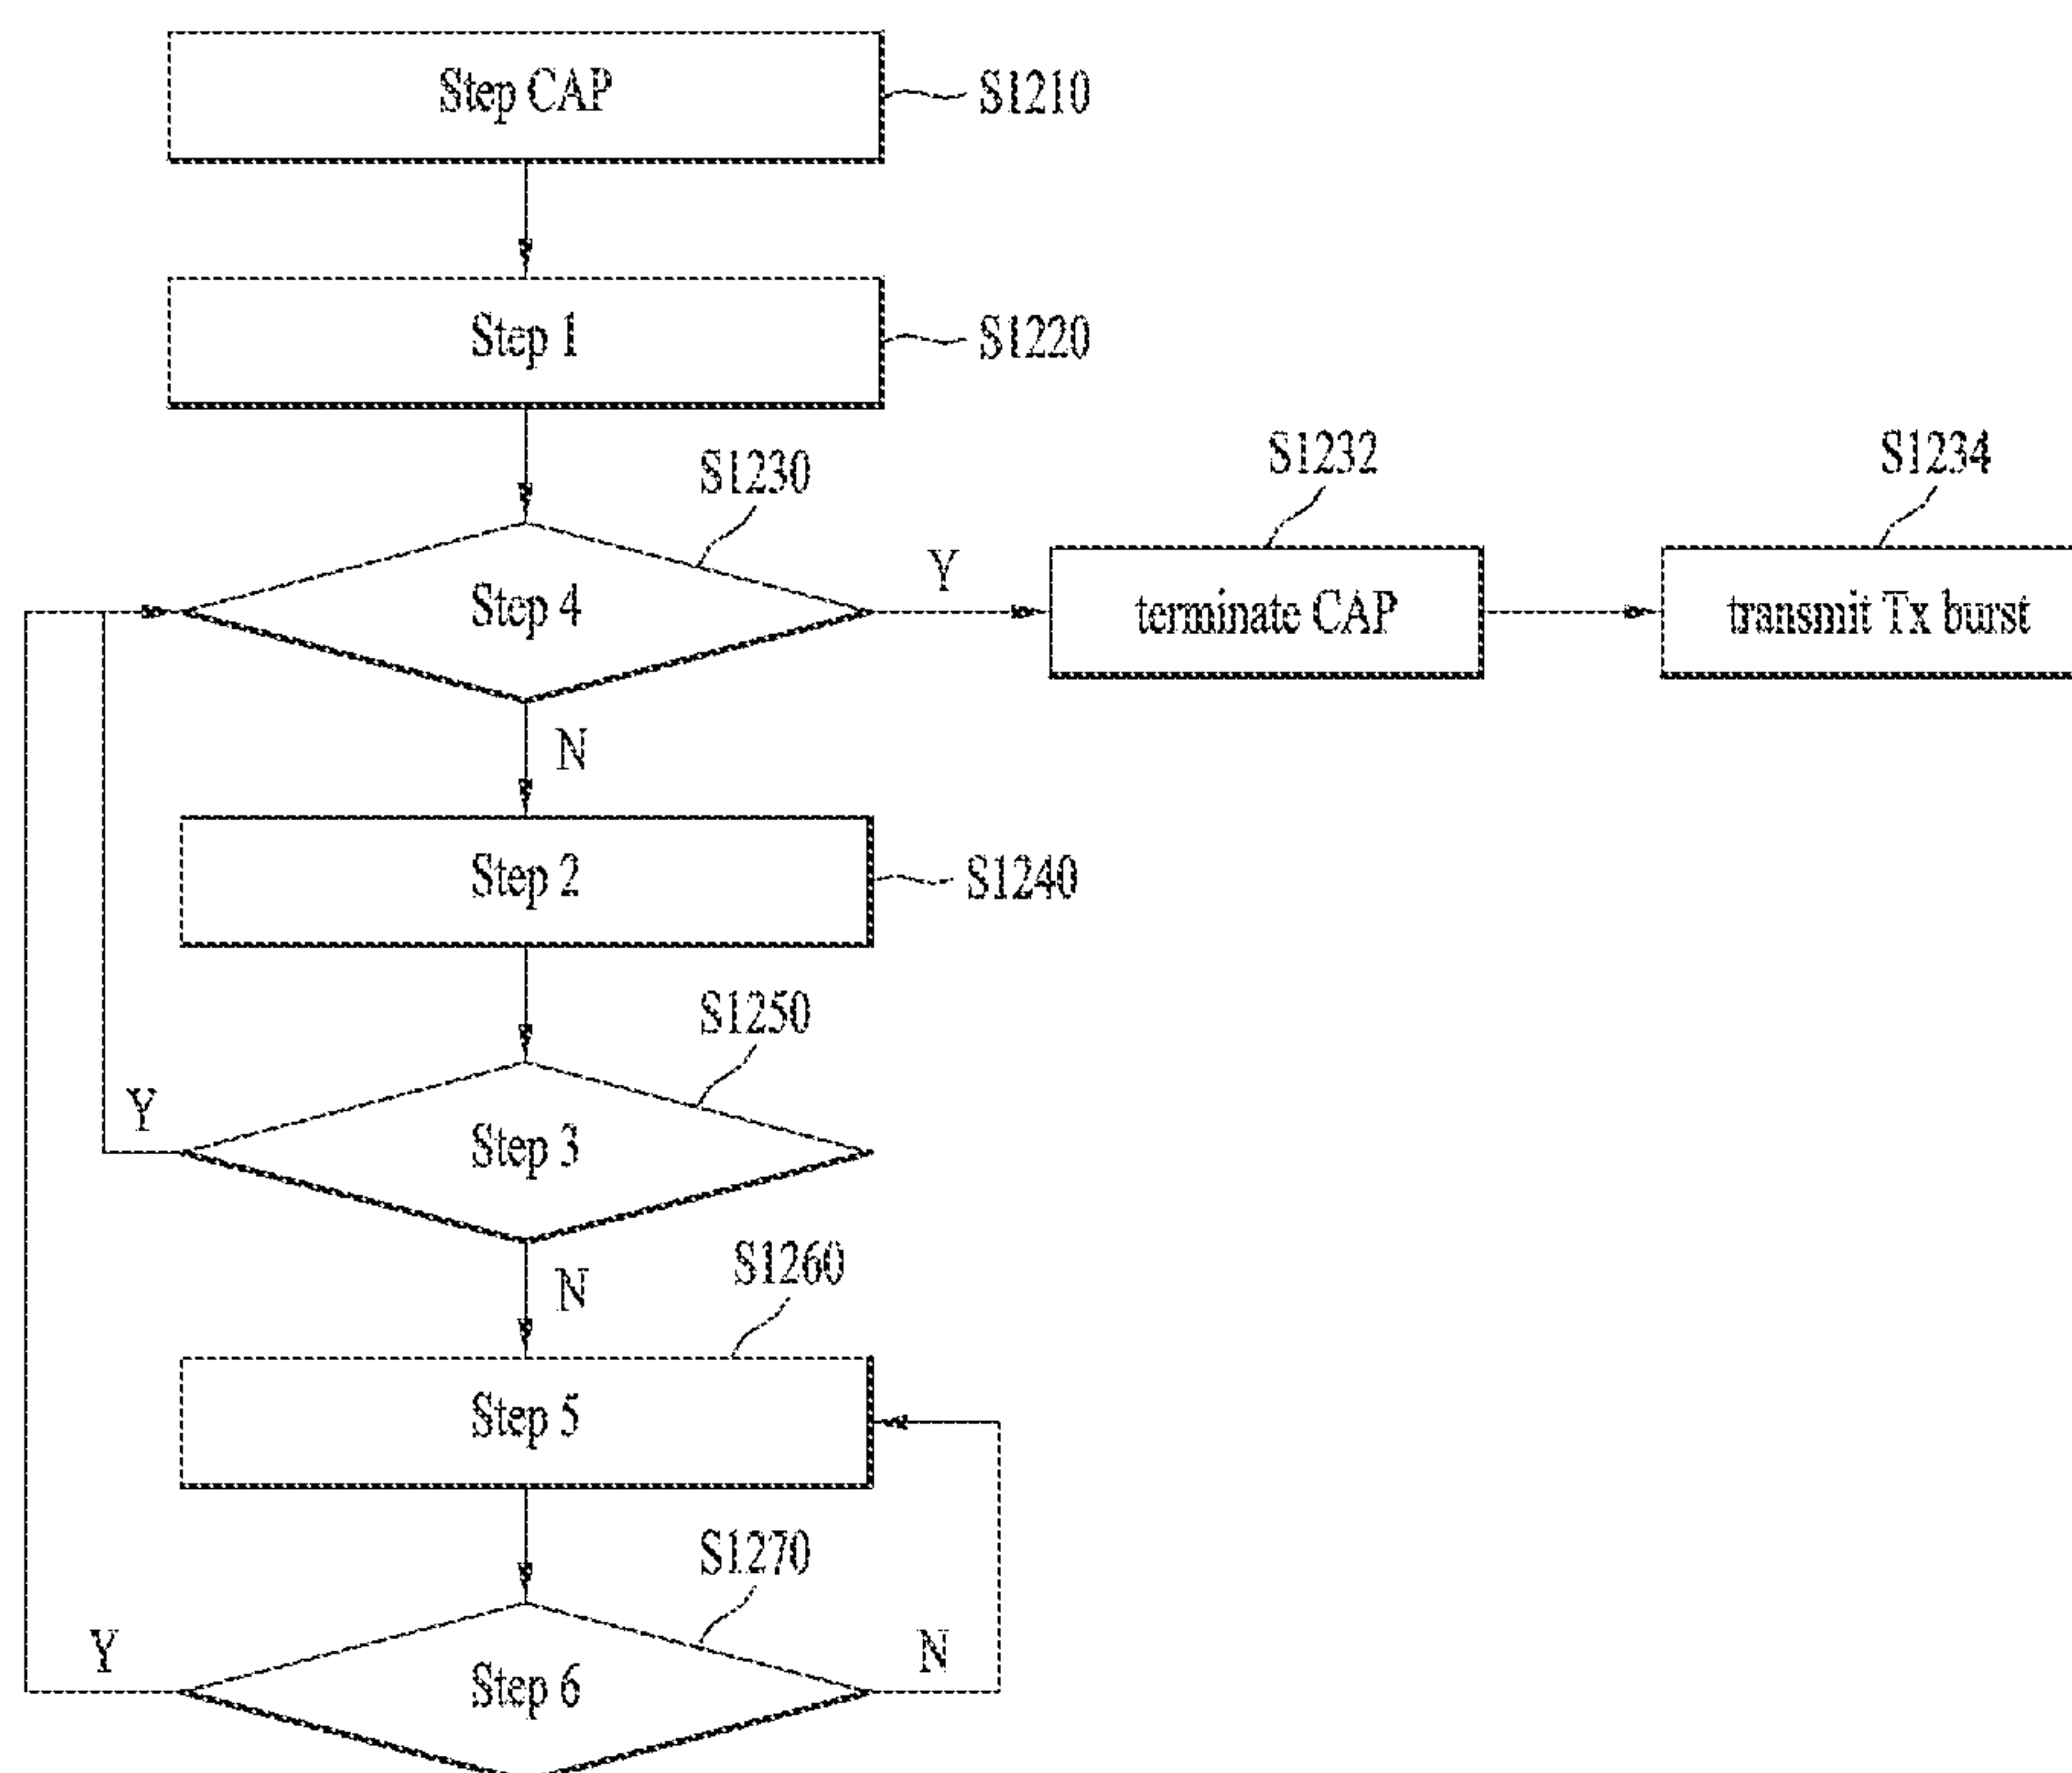 Step CAP
S1210
Step 1
S1220
S1230
S1232
S1234
Step 4
Y
terminate CAP
transmit Tx burst
N
Step 2
S1240
S1250
Y
Step 3
N
S1260
Step 5
S1270
Y
N
Step 6